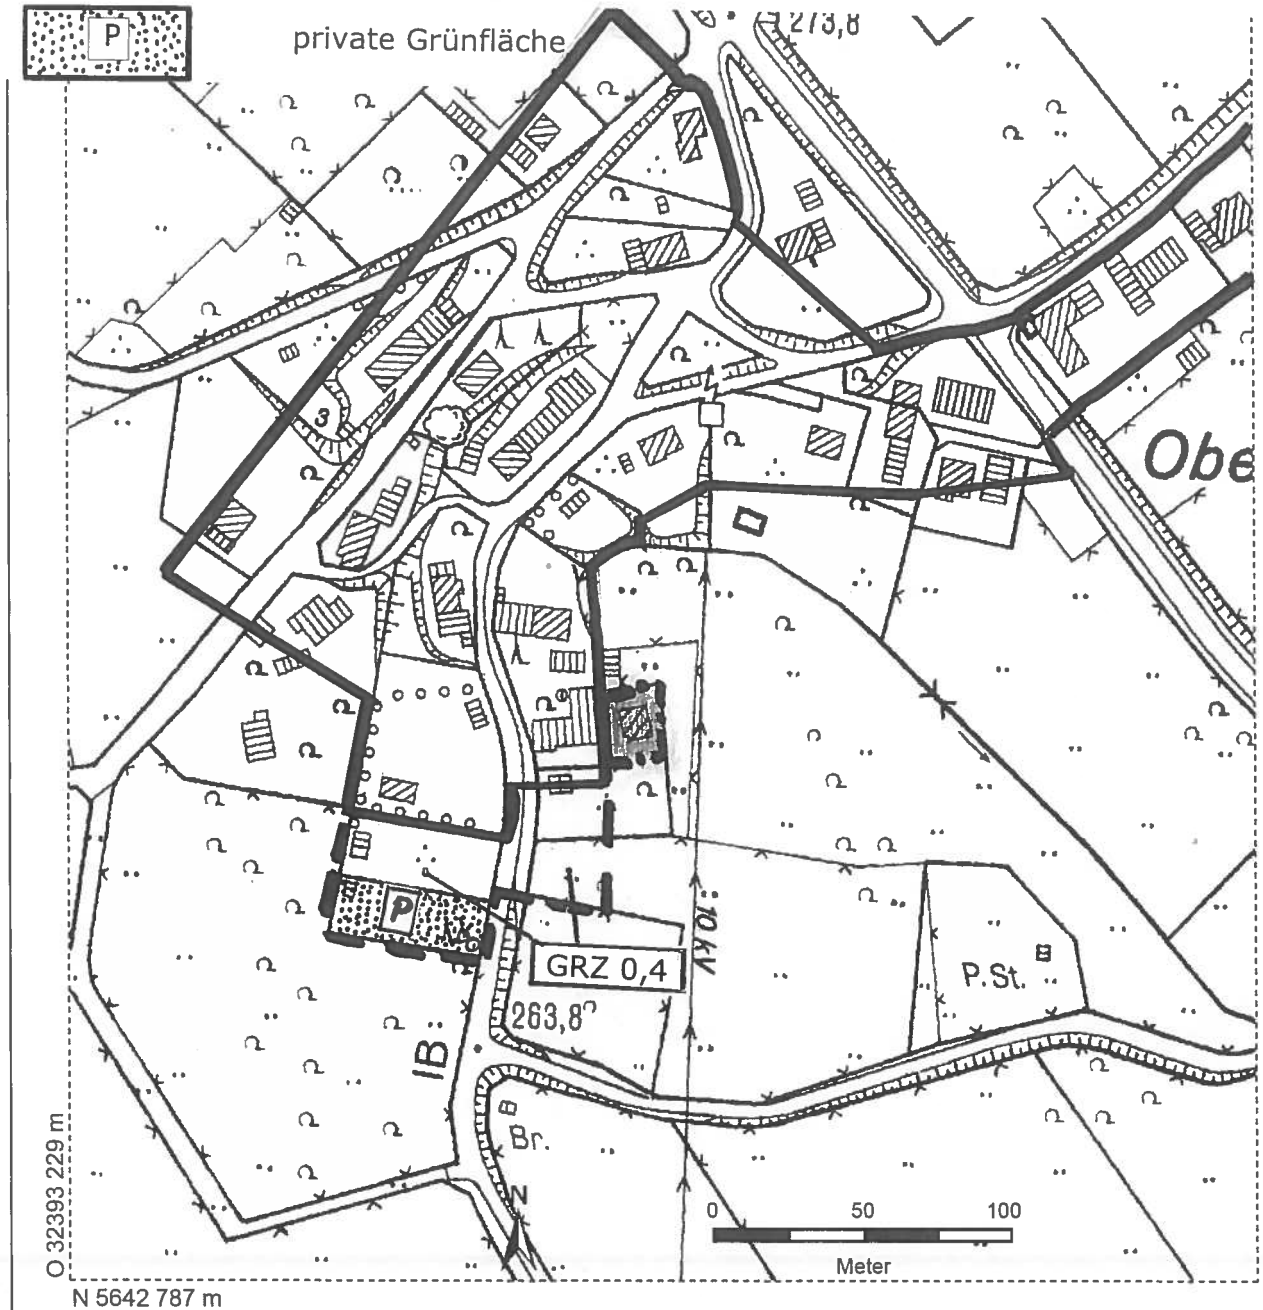 P
private Grünfläche
273,8
Obe
10 kV
P
GRZ 0,4
P. St.
263,8
IB
Br.
N
0 50 100
Meter
O 32393 229 m
N 5642 787 m